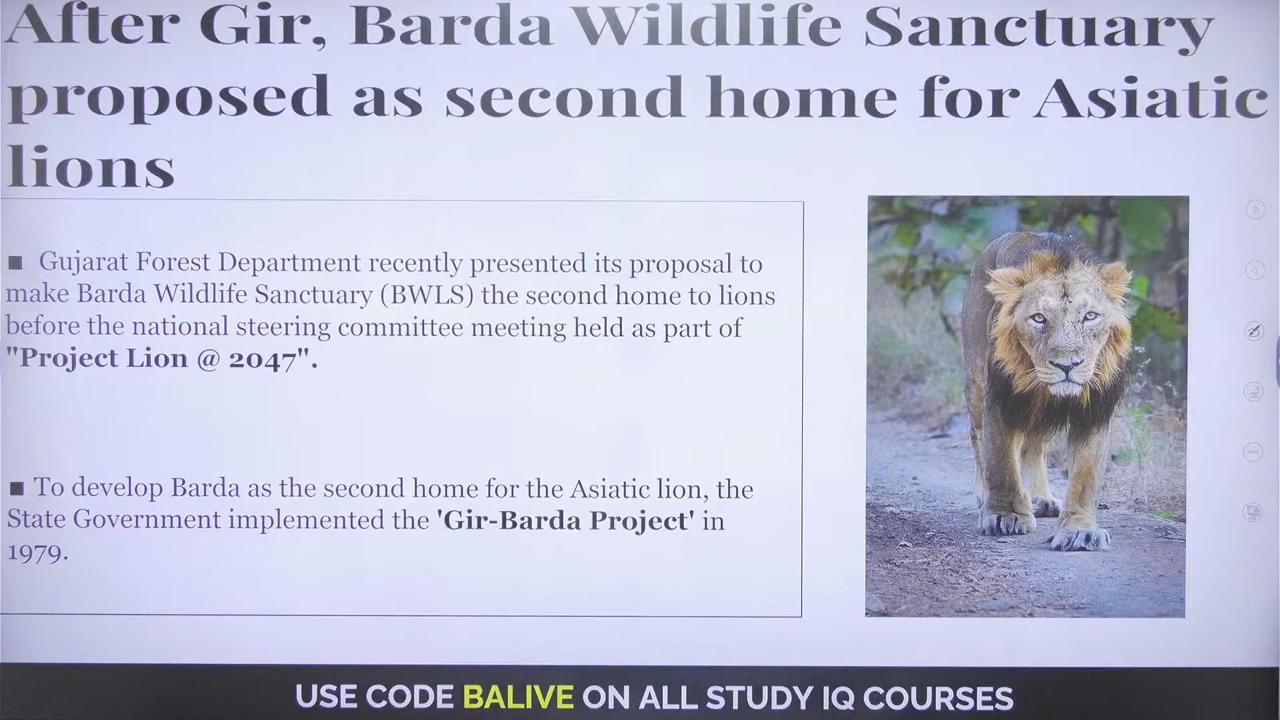 After Gir, Barda Wildlife Sanctuary
proposed as second home for Asiatic
lions
▪ Gujarat Forest Department recently presented its proposal to
make Barda Wildlife Sanctuary (BWLS) the second home to lions
before the national steering committee meeting held as part of
"Project Lion @ 2047".
▪ To develop Barda as the second home for the Asiatic lion, the
State Government implemented the 'Gir-Barda Project' in
1979.
USE CODE BALIVE ON ALL STUDY IQ COURSES